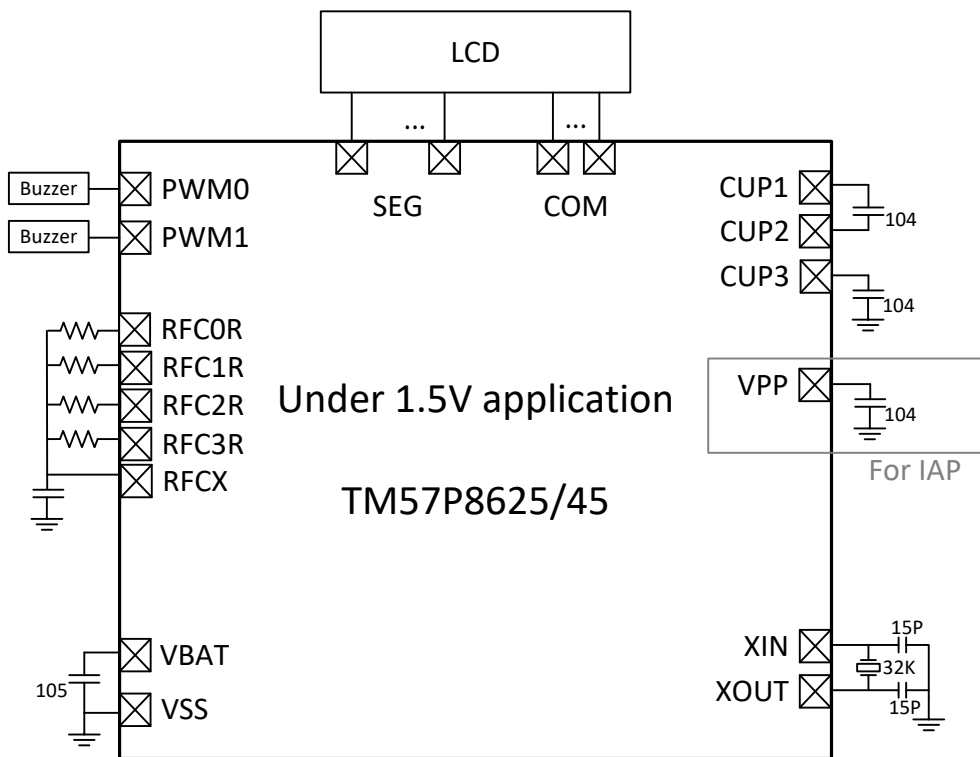 LCD
...
...
SEG
COM
Buzzer
PWM0
Buzzer
PWM1
CUP1
CUP2
104
CUP3
104
RFC0R
RFC1R
RFC2R
RFC3R
RFCX
Under 1.5V application
TM57P8625/45
VPP
104
For IAP
VBAT
105
VSS
XIN
XOUT
15P
32K
15P